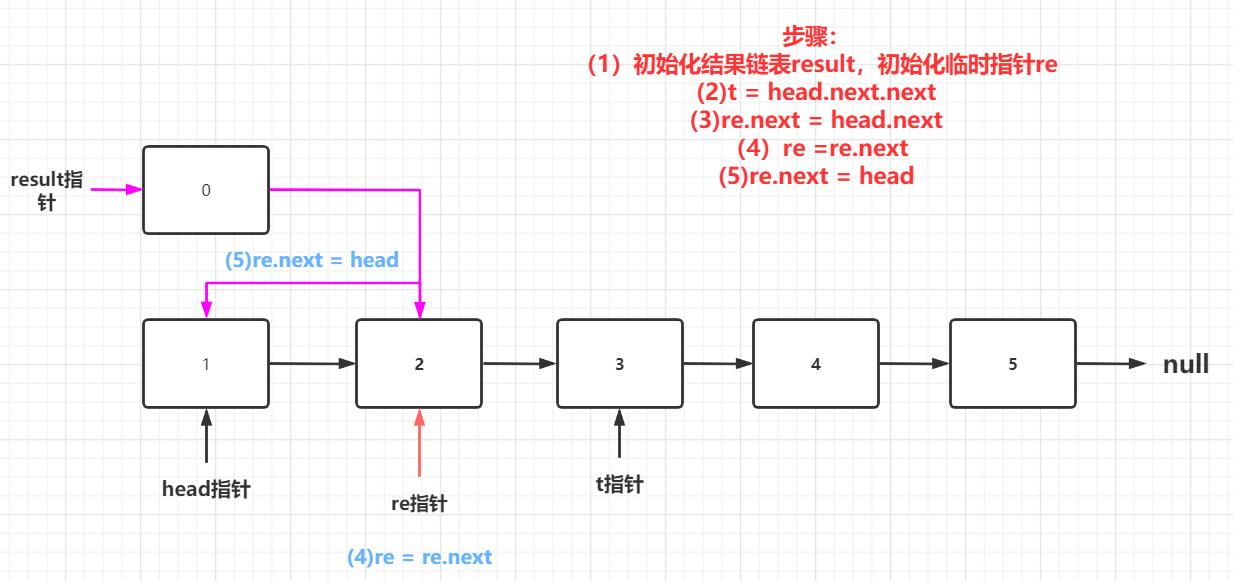 步骤：
（1）初始化结果链表result，初始化临时指针re
(2)t = head.next.next
(3)re.next = head.next
（4）re =re.next
(5)re.next = head
result指
针
0
(5)re.next = head
1
2
3
4
5
null
head指针
re指针
t指针
(4)re = re.next